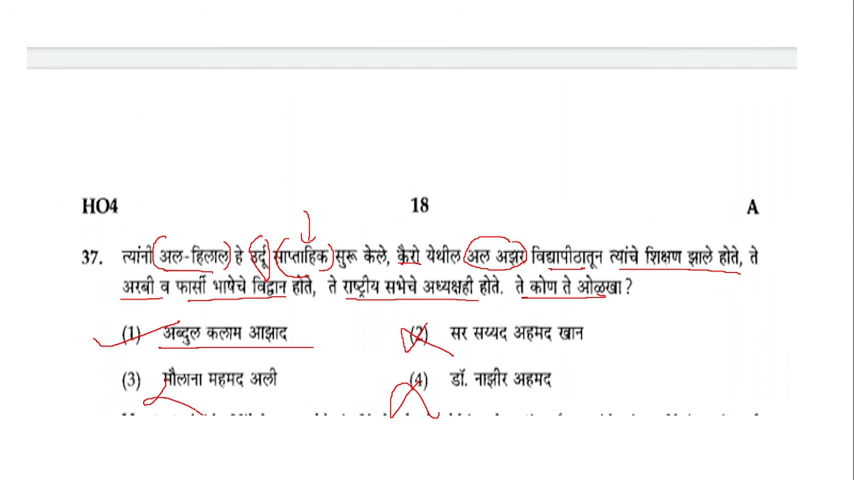 HO4 18 A
37. त्यांनी अल-हिलाल हे उर्दू साप्ताहिक सुरू केले, कैरो येथील अल अझर विद्यापीठातून त्यांचे शिक्षण झाले होते, ते
अरबी व फार्सी भाषेचे विद्वान होते, ते राष्ट्रीय सभेचे अध्यक्षही होते. ते कोण ते ओळखा ?
(1) अब्दुल कलाम आझाद (2) सर सय्यद अहमद खान
(3) मौलाना महमद अली (4) डॉ. नाझीर अहमद